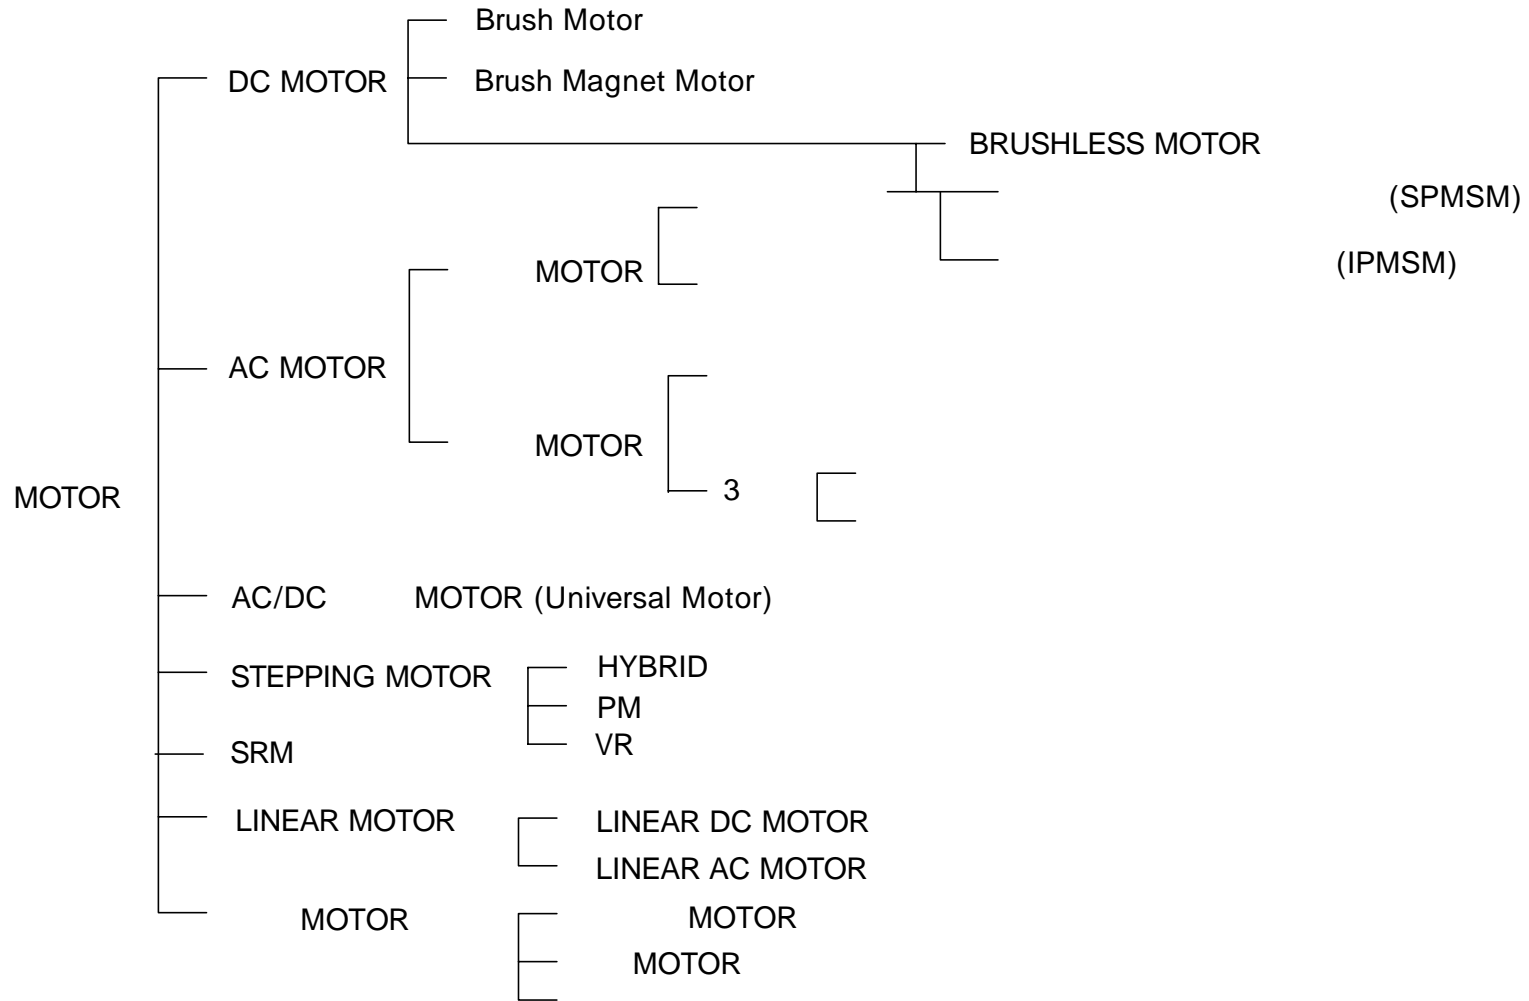 Brush Motor
DC MOTOR
Brush Magnet Motor
BRUSHLESS MOTOR
(SPMSM)
MOTOR
(IPMSM)
AC MOTOR
MOTOR
3
MOTOR
AC/DC MOTOR (Universal Motor)
STEPPING MOTOR
HYBRID
PM
VR
SRM
LINEAR MOTOR
LINEAR DC MOTOR
LINEAR AC MOTOR
MOTOR
MOTOR
MOTOR